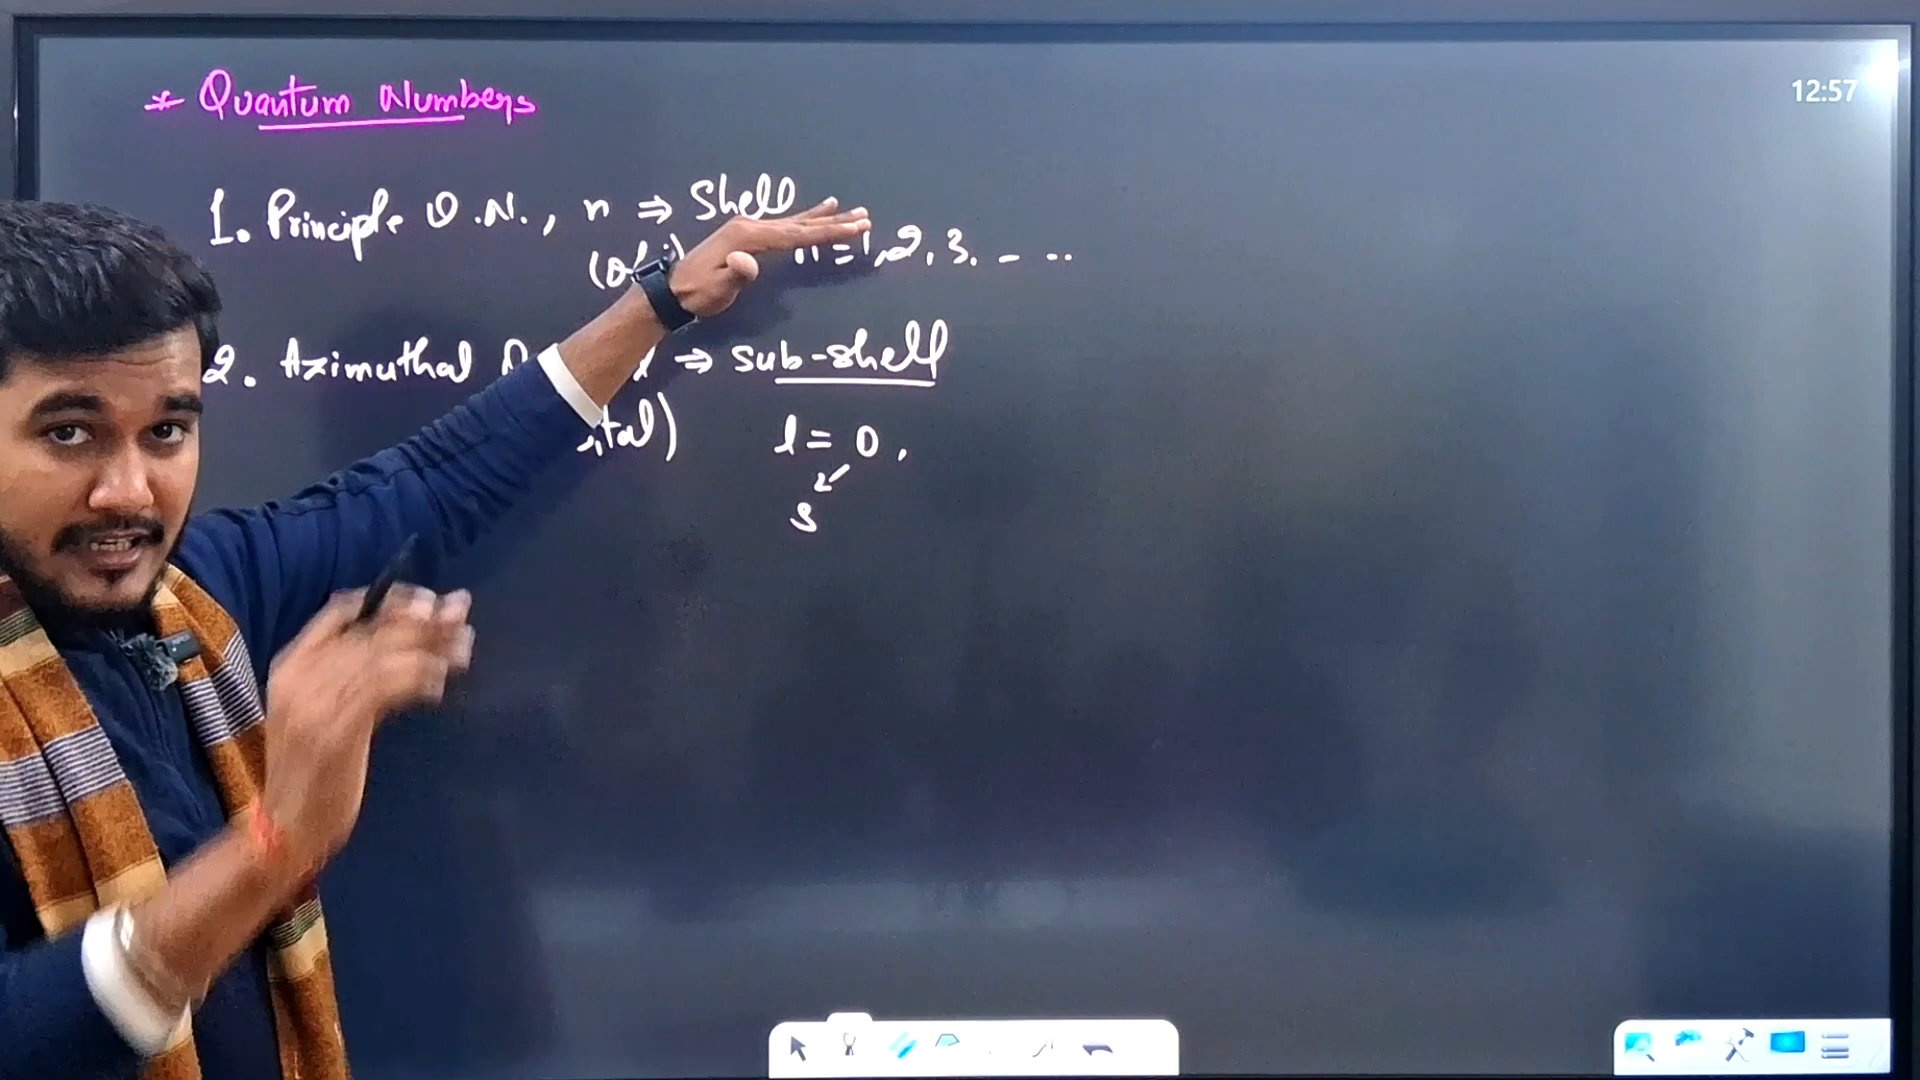 * Quantum Numbers
12:57
1. Principle Q.N., n ⇒ Shell
n = 1, 2, 3, - ..
2. Azimuthal l ⇒ sub-shell
l = 0,
s